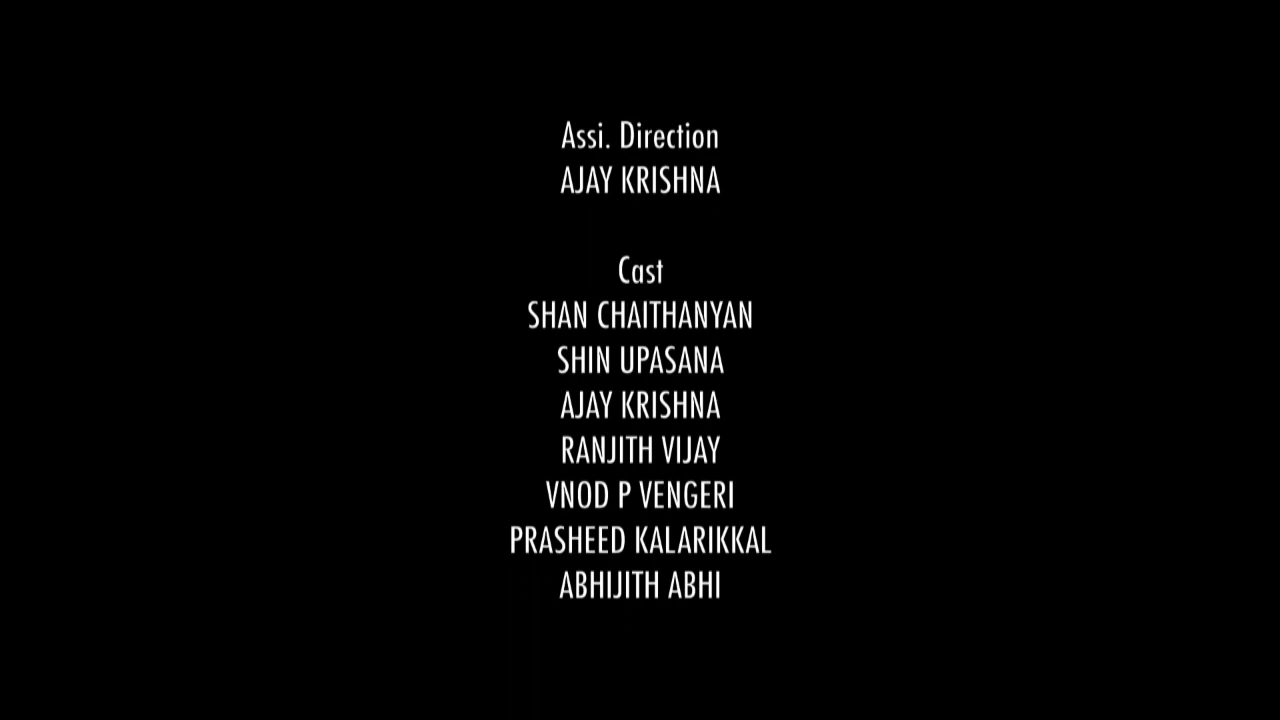 Assi. Direction
AJAY KRISHNA
Cast
SHAN CHAITHANYAN
SHIN UPASANA
AJAY KRISHNA
RANJITH VIJAY
VNOD P VENGERI
PRASHEED KALARIKKAL
ABHIJITH ABHI